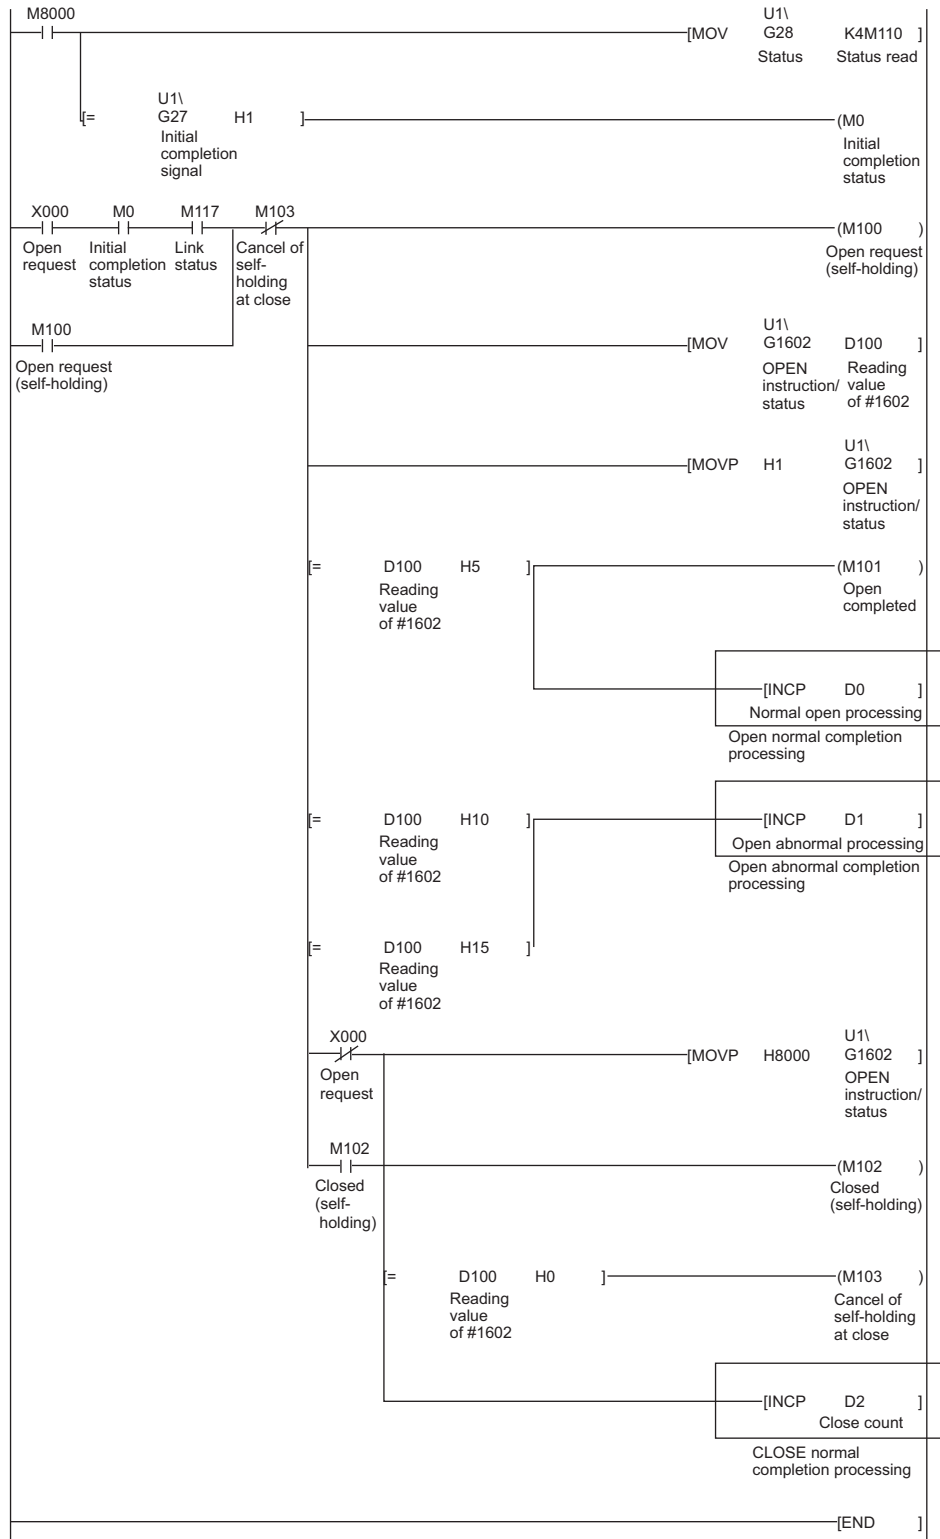 M8000
U1\
[MOV G28 K4M110 ]
Status Status read
U1\
[= G27 H1 ]
(M0
Initial
completion
signal
Initial
completion
status
X000 M0 M117 M103
(M100 )
Open
request
Initial
completion
status
Link
status
Cancel of
self-
holding
at close
Open request
(self-holding)
M100
Open request
(self-holding)
U1\
[MOV G1602 D100 ]
OPEN
instruction/
status
Reading
value
of #1602
U1\
[MOVP H1 G1602 ]
OPEN
instruction/
status
[= D100 H5 ]
(M101 )
Reading
value
of #1602
Open
completed
[INCP D0 ]
Normal open processing
Open normal completion
processing
[= D100 H10 ]
[INCP D1 ]
Reading
value
of #1602
Open abnormal processing
Open abnormal completion
processing
[= D100 H15 ]
Reading
value
of #1602
X000
Open
request
U1\
[MOVP H8000 G1602 ]
OPEN
instruction/
status
M102
(M102 )
Closed
(self-
holding)
Closed
(self-holding)
[= D100 H0 ]
(M103 )
Reading
value
of #1602
Cancel of
self-holding
at close
[INCP D2 ]
Close count
CLOSE normal
completion processing
[END ]